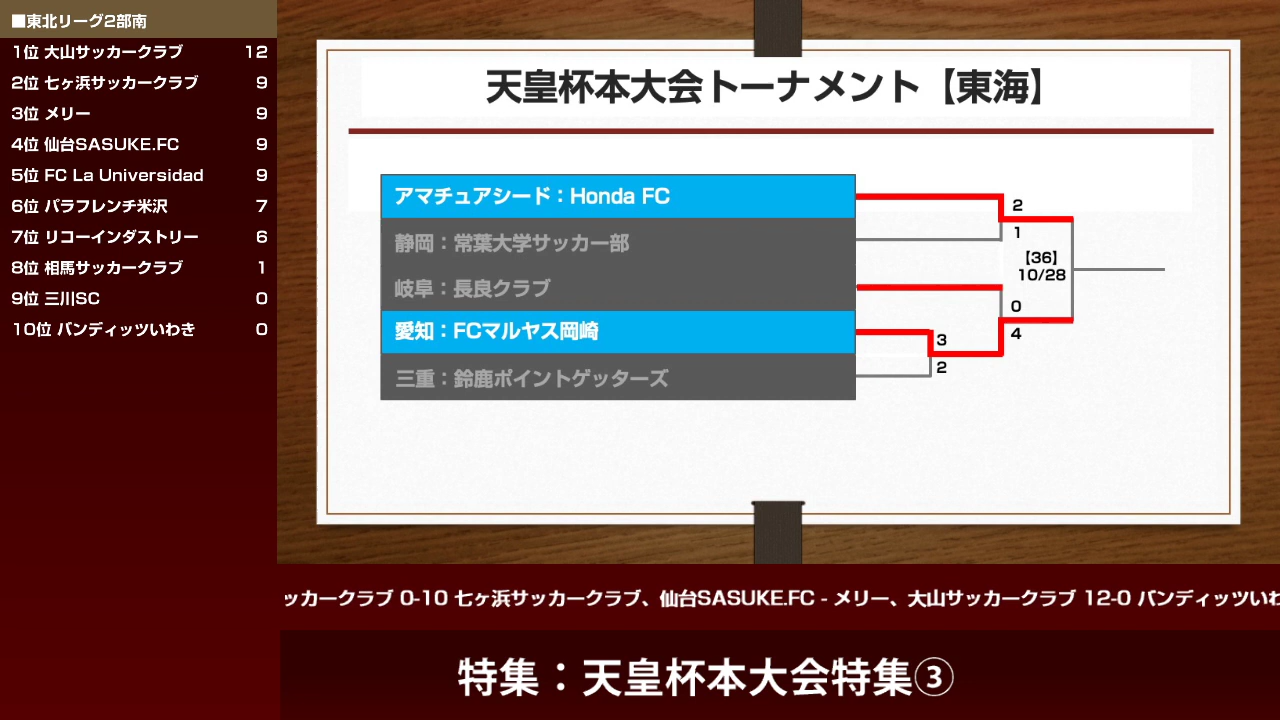 ■東北リーグ2部南
1位 大山サッカークラブ 12
2位 七ヶ浜サッカークラブ 9
3位 メリー 9
4位 仙台SASUKE.FC 9
5位 FC La Universidad 9
6位 パラフレンチ米沢 7
7位 リコーインダストリー 6
8位 相馬サッカークラブ 1
9位 三川SC 0
10位 バンディッツいわき 0
天皇杯本大会トーナメント【東海】
アマチュアシード：Honda FC
静岡：常葉大学サッカー部
岐阜：長良クラブ
愛知：FCマルヤス岡崎
三重：鈴鹿ポイントゲッターズ
2
1
【36】
10/28
0
4
3
2
ッカークラブ 0-10 七ヶ浜サッカークラブ、仙台SASUKE.FC - メリー、大山サッカークラブ 12-0 バンディッツいわ
特集：天皇杯本大会特集③